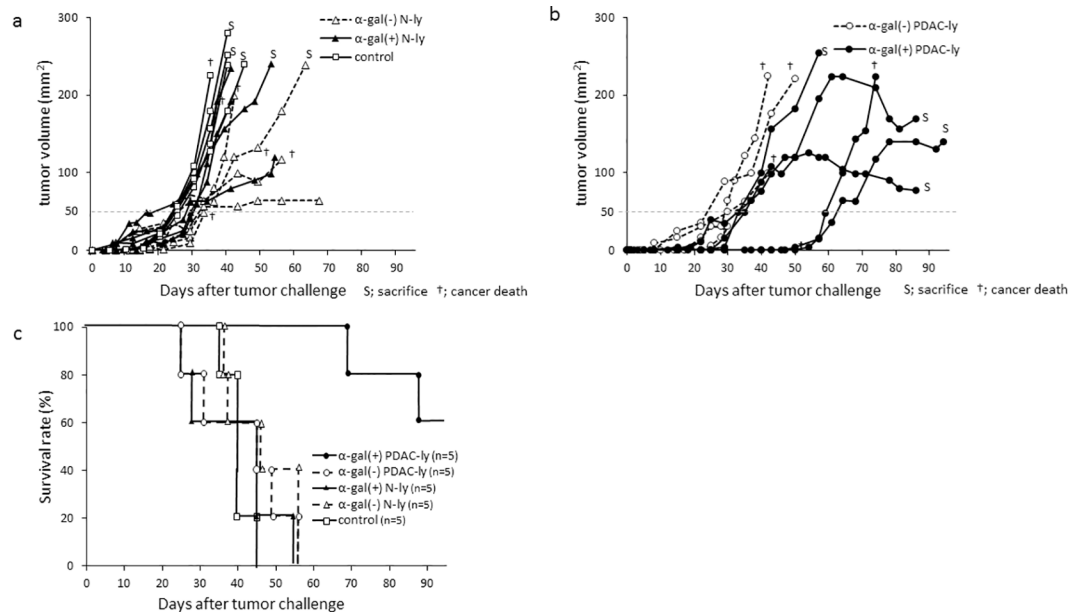 a
300
200
100
50
0
tumor volume (mm²)
α-gal(-) N-ly
α-gal(+) N-ly
control
S
S
S
S
S
†
†
†
†
†
†
0 10 20 30 40 50 60 70 80 90
Days after tumor challenge S; sacrifice †; cancer death
b
300
200
100
50
0
tumor volume (mm²)
α-gal(-) PDAC-ly
α-gal(+) PDAC-ly
†
†
S
†
†
†
S
S
S
0 10 20 30 40 50 60 70 80 90
Days after tumor challenge S; sacrifice †; cancer death
c
100
80
60
40
20
0
Survival rate (%)
α-gal(+) PDAC-ly (n=5)
α-gal(-) PDAC-ly (n=5)
α-gal(+) N-ly (n=5)
α-gal(-) N-ly (n=5)
control (n=5)
0 10 20 30 40 50 60 70 80 90
Days after tumor challenge